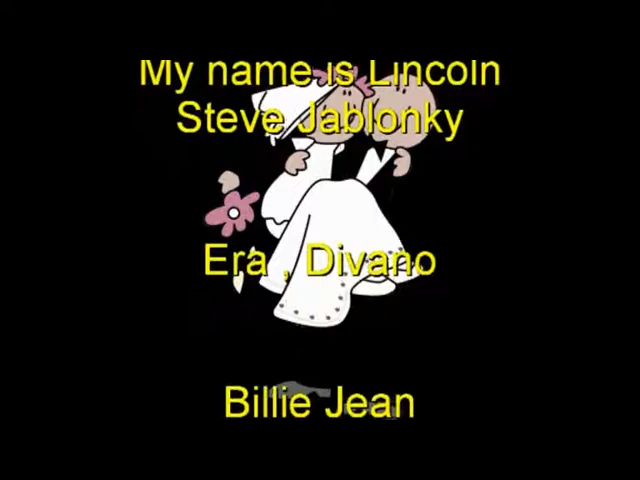 My name is Lincoln
Steve Jablonky
Era , Divano
Billie Jean